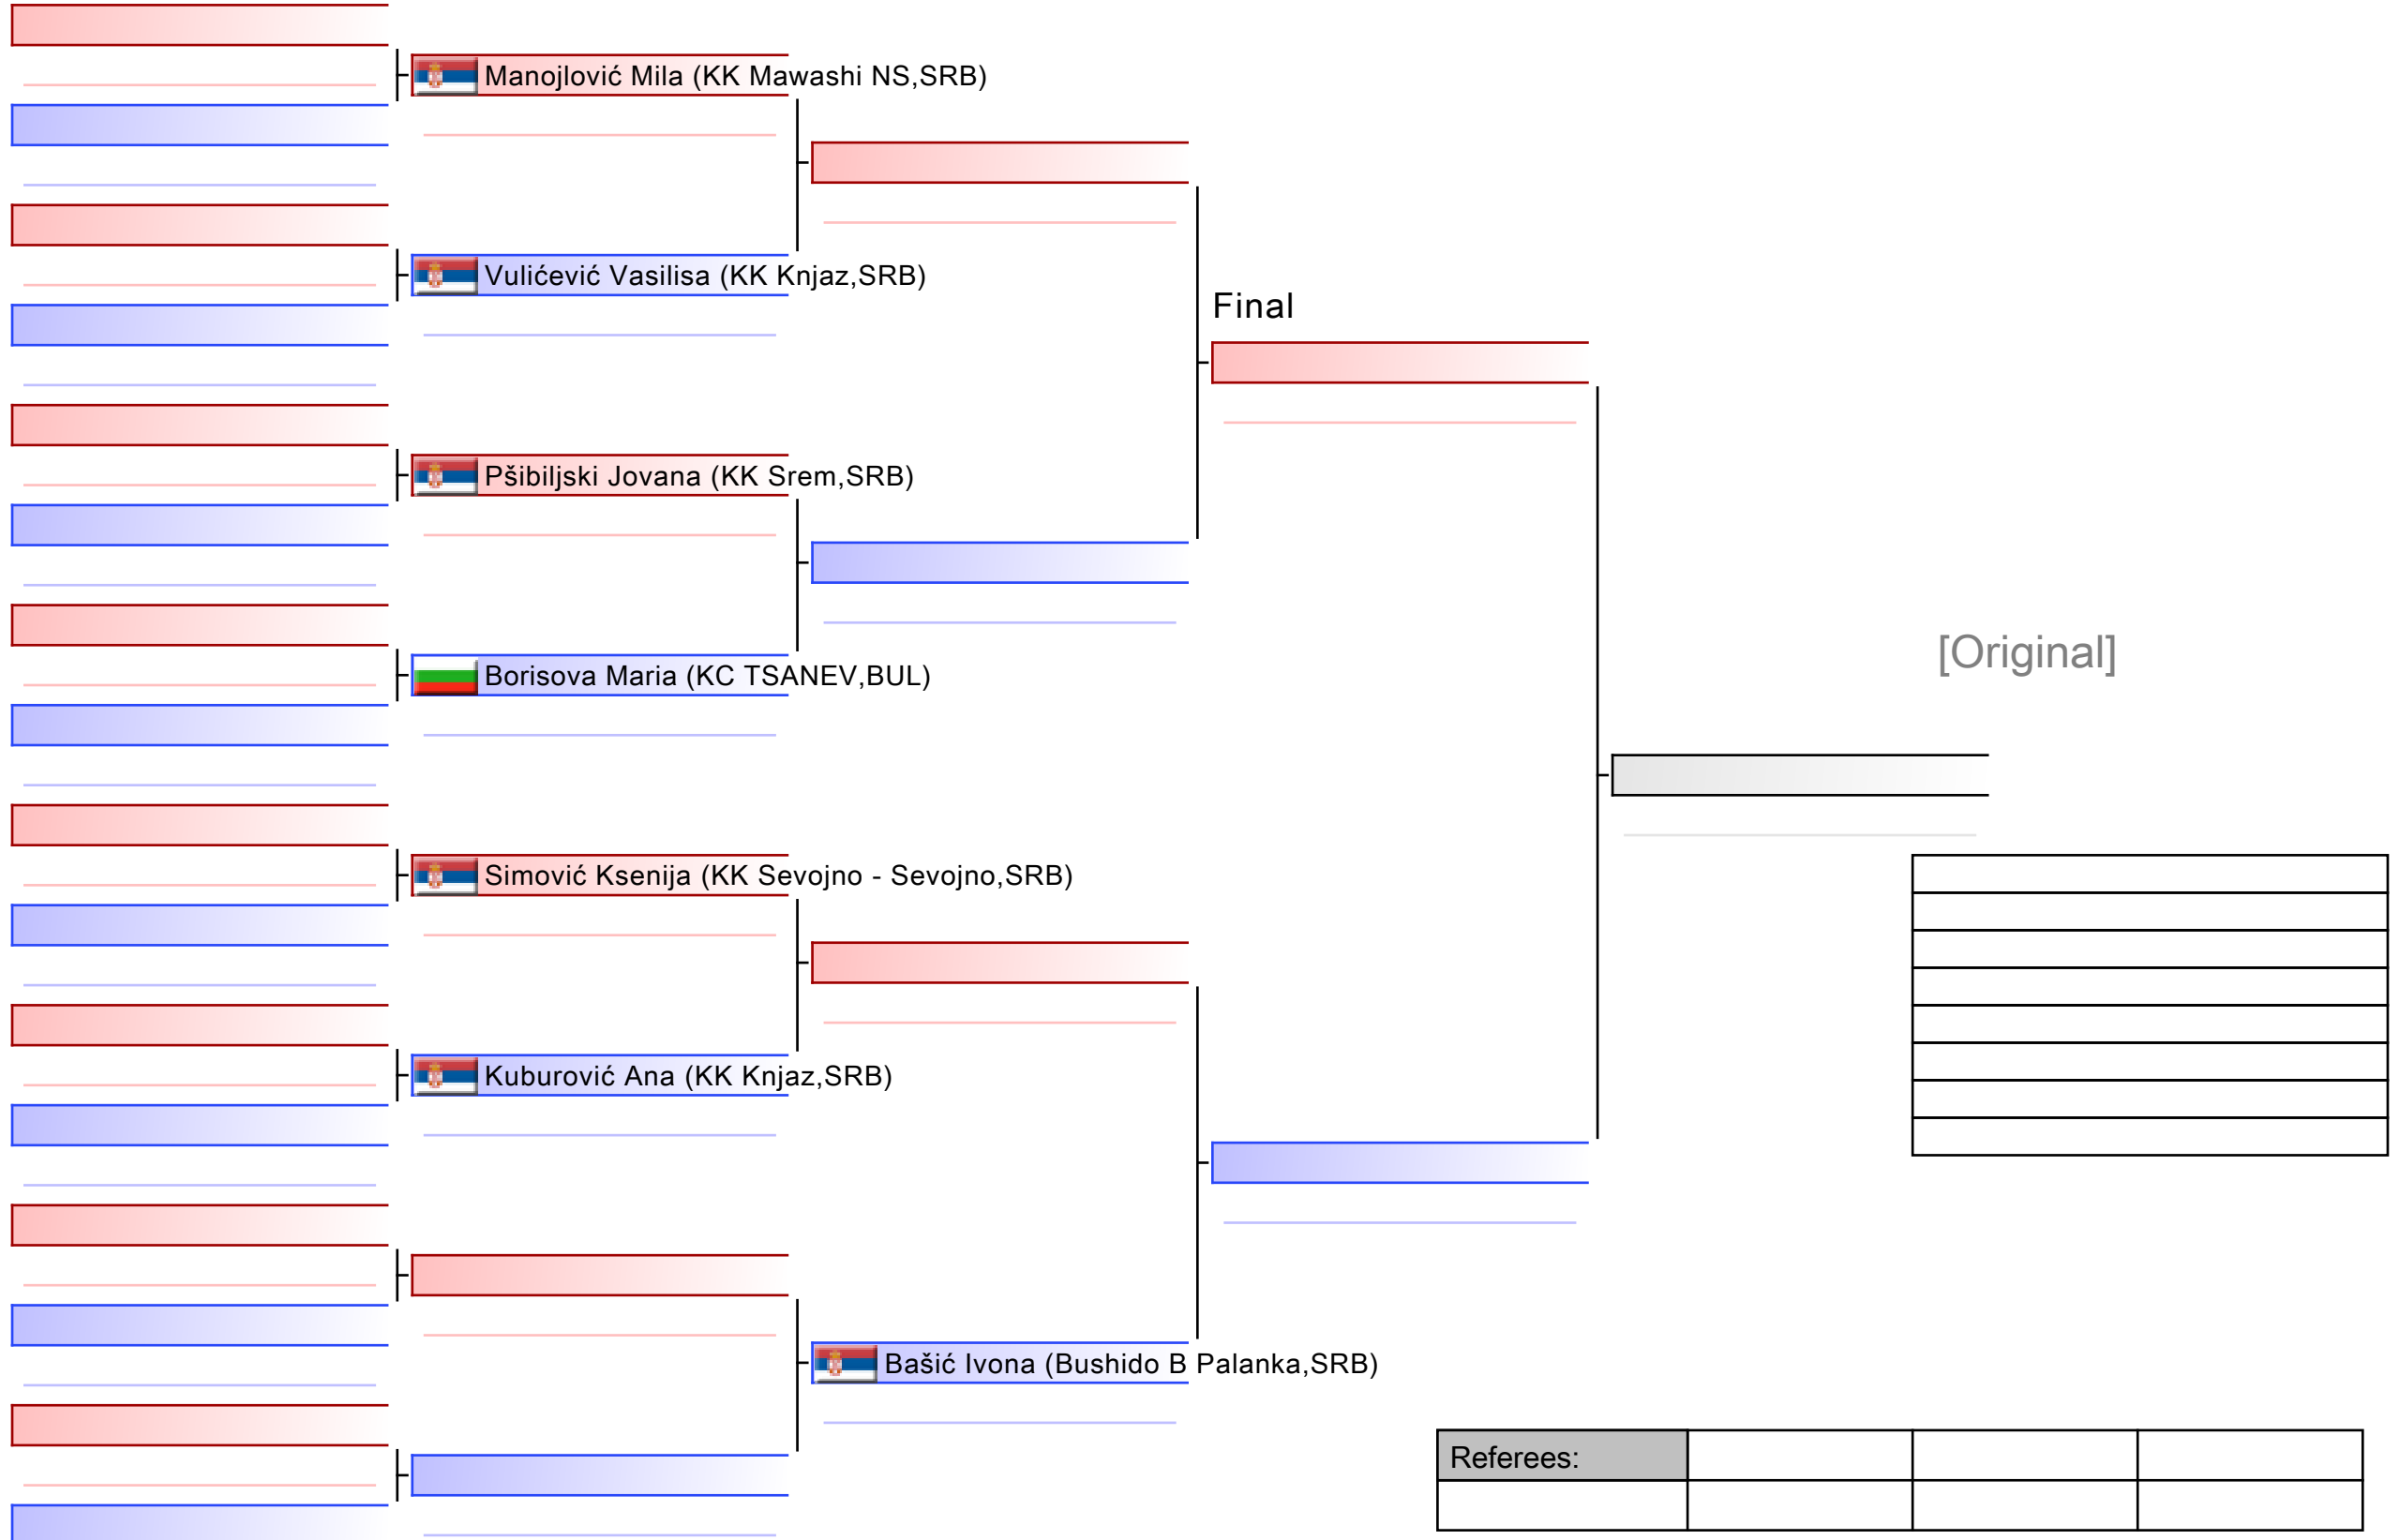 Manojlović Mila (KK Mawashi NS,SRB)
Vulićević Vasilisa (KK Knjaz,SRB)
Final
Pšibiljski Jovana (KK Srem,SRB)
[Original]
Borisova Maria (KC TSANEV,BUL)
Simović Ksenija (KK Sevojno - Sevojno,SRB)
Kuburović Ana (KK Knjaz,SRB)
Bašić Ivona (Bushido B Palanka,SRB)
Referees: